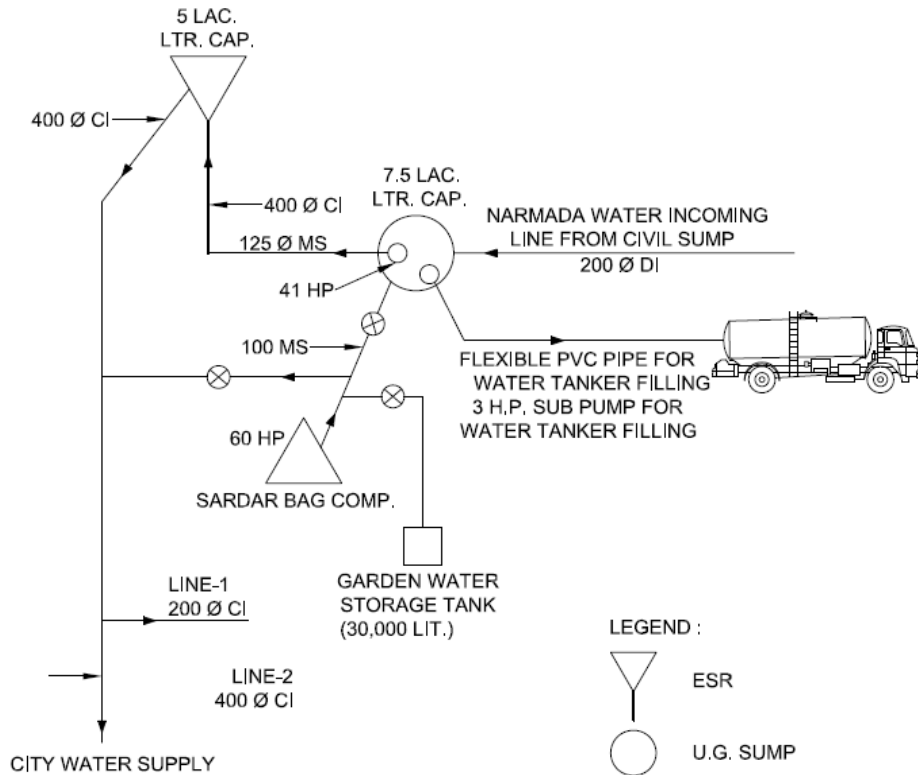 5 LAC.
LTR. CAP.
400 Ø CI
7.5 LAC.
LTR. CAP.
400 Ø CI
NARMADA WATER INCOMING
LINE FROM CIVIL SUMP
125 Ø MS
200 Ø DI
41 HP
100 MS
FLEXIBLE PVC PIPE FOR
WATER TANKER FILLING
3 H.P. SUB PUMP FOR
WATER TANKER FILLING
60 HP
SARDAR BAG COMP.
GARDEN WATER
STORAGE TANK
(30,000 LIT.)
LINE-1
200 Ø CI
LINE-2
400 Ø CI
CITY WATER SUPPLY
LEGEND :
ESR
U.G. SUMP